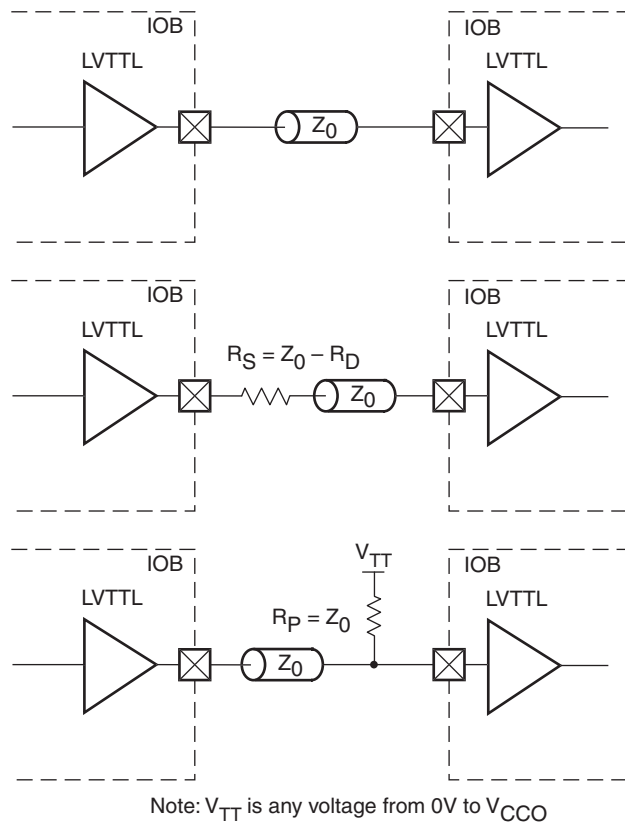 IOB
IOB
LVTTL
LVTTL
Z0
IOB
IOB
LVTTL
LVTTL
RS = Z0 – RD
Z0
IOB
VTT
IOB
LVTTL
LVTTL
RP = Z0
Z0
Note: VTT is any voltage from 0V to VCCO